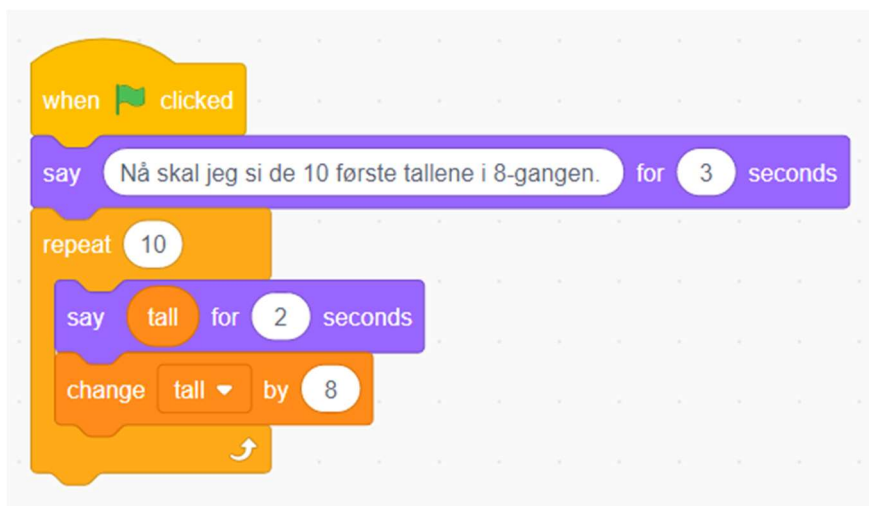 when clicked
say Nå skal jeg si de 10 første tallene i 8-gangen. for 3 seconds
repeat 10
say tall for 2 seconds
change tall by 8